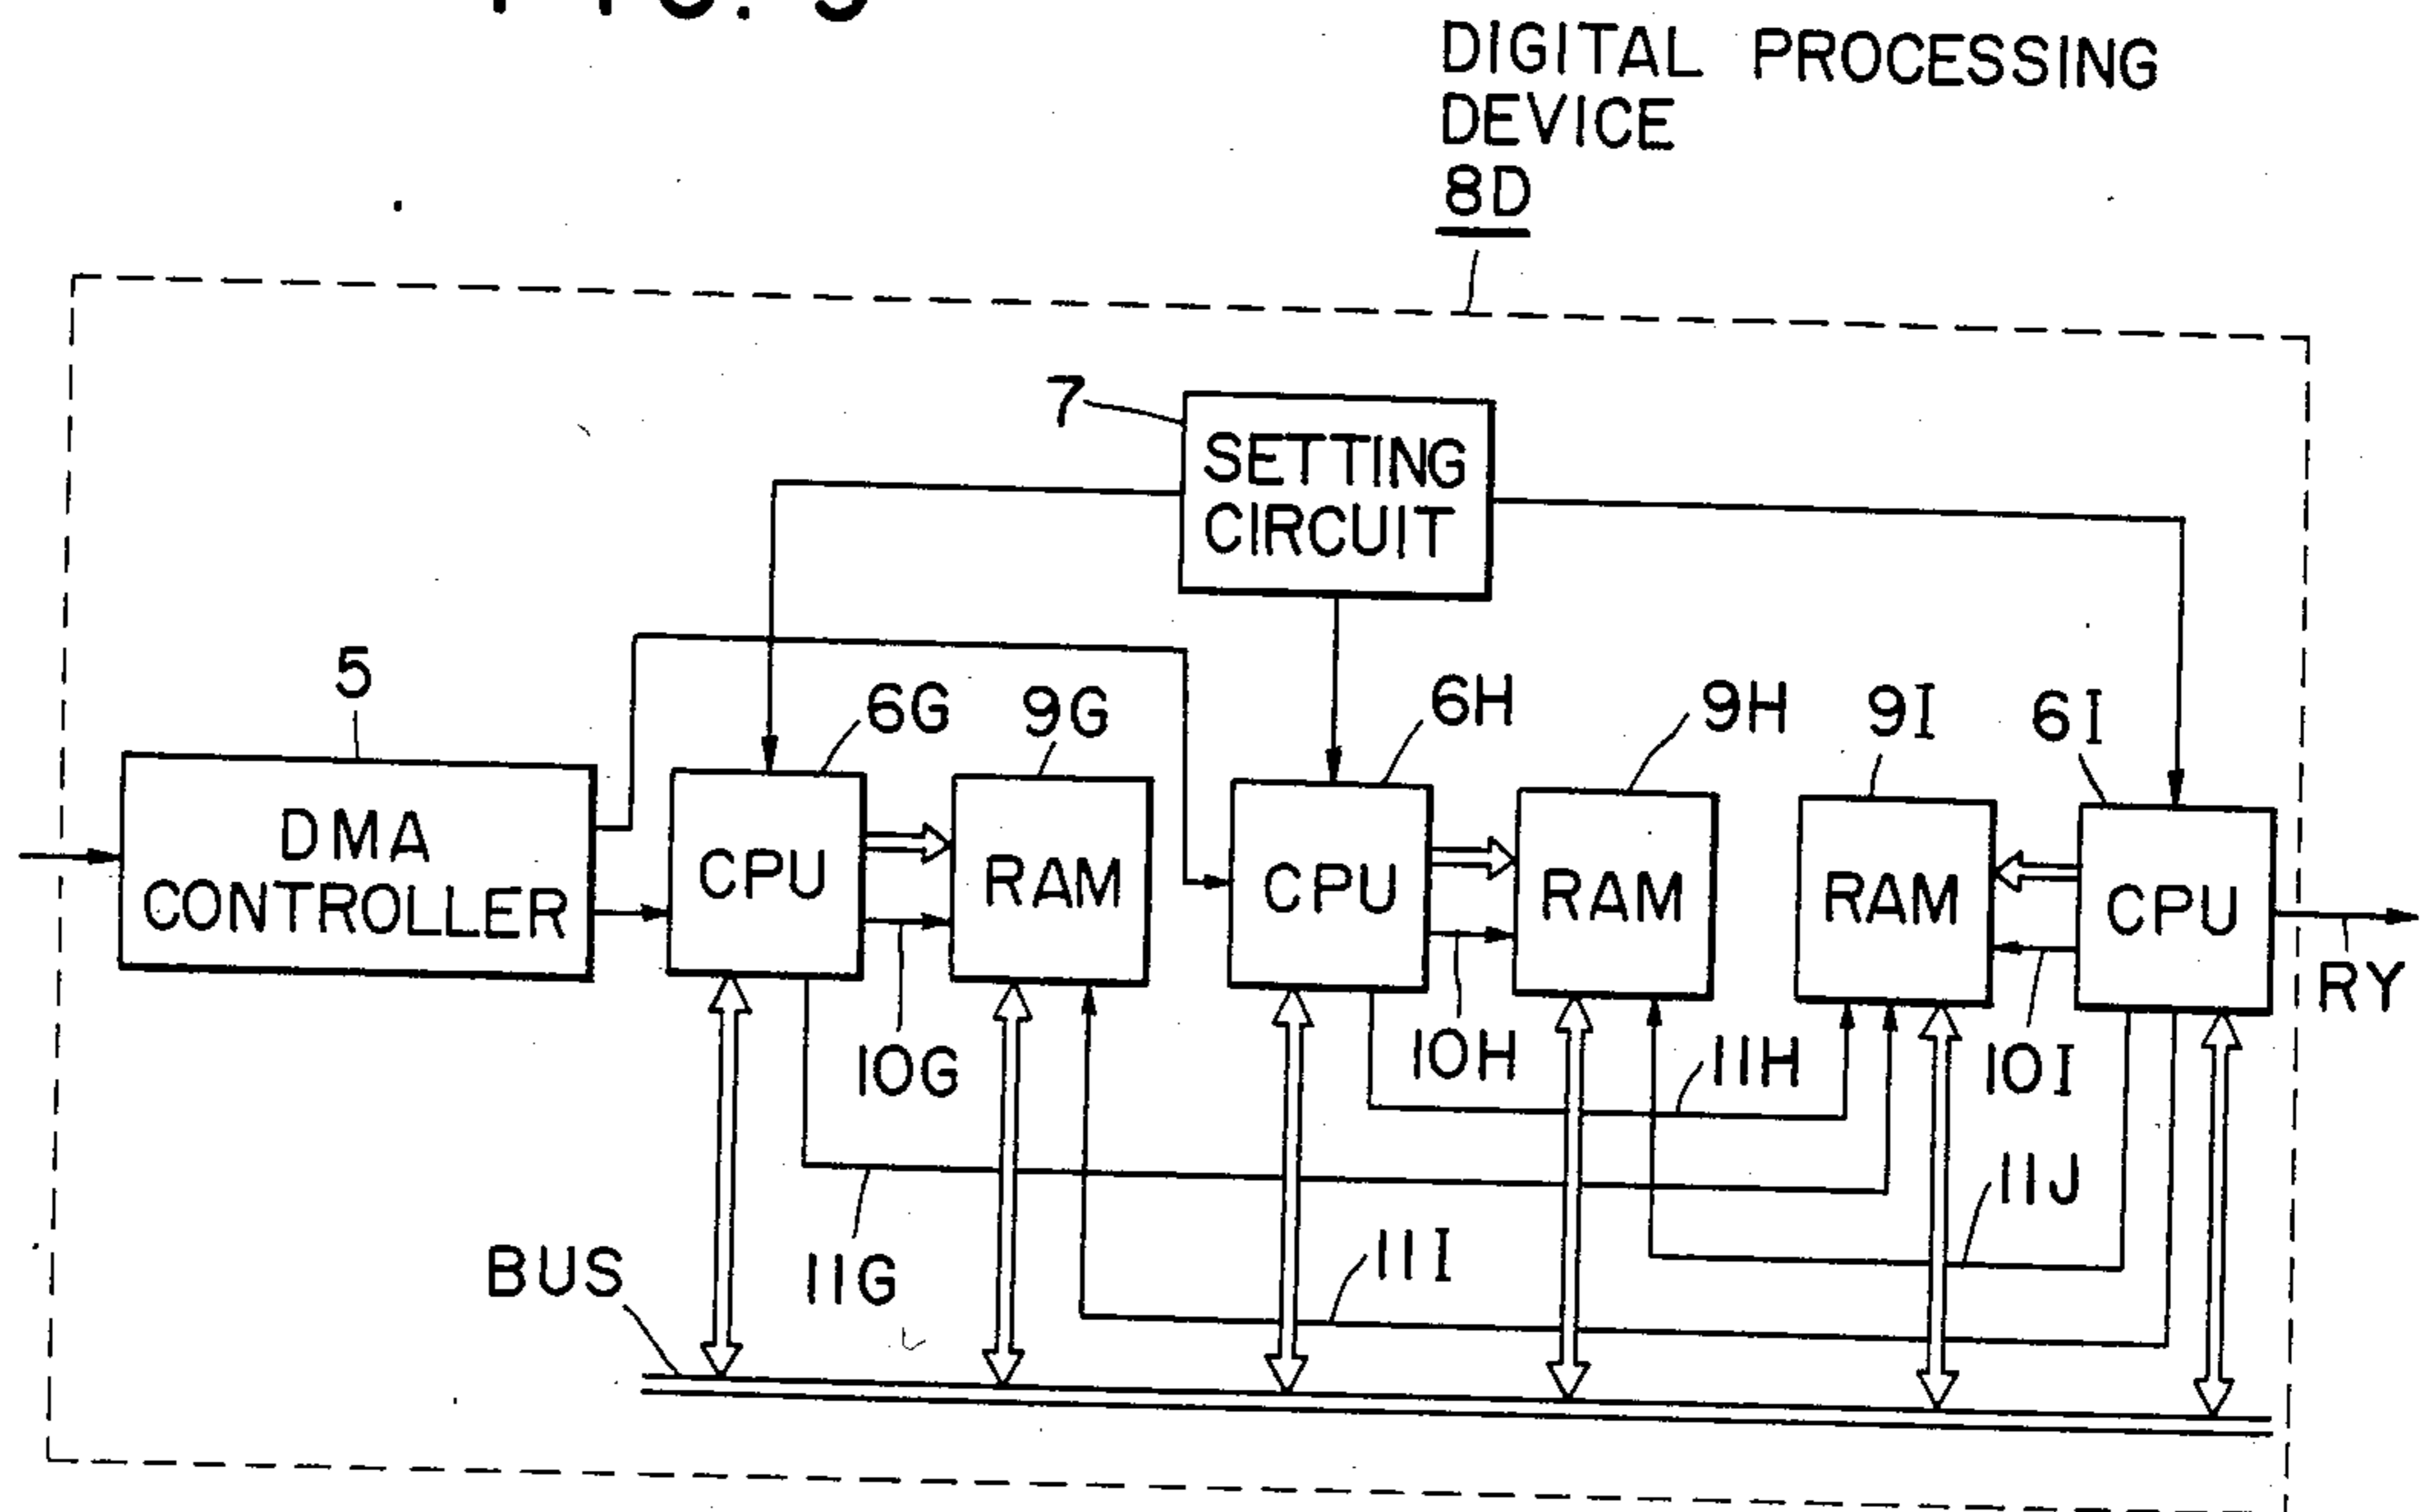 DIGITAL PROCESSING
DEVICE
8D
7
SETTING
CIRCUIT
5
6G
9G
6H
9H
9I
6I
DMA
CONTROLLER
CPU
RAM
CPU
RAM
RAM
CPU
RY
10G
10H
11H
10I
11J
BUS
11G
11I